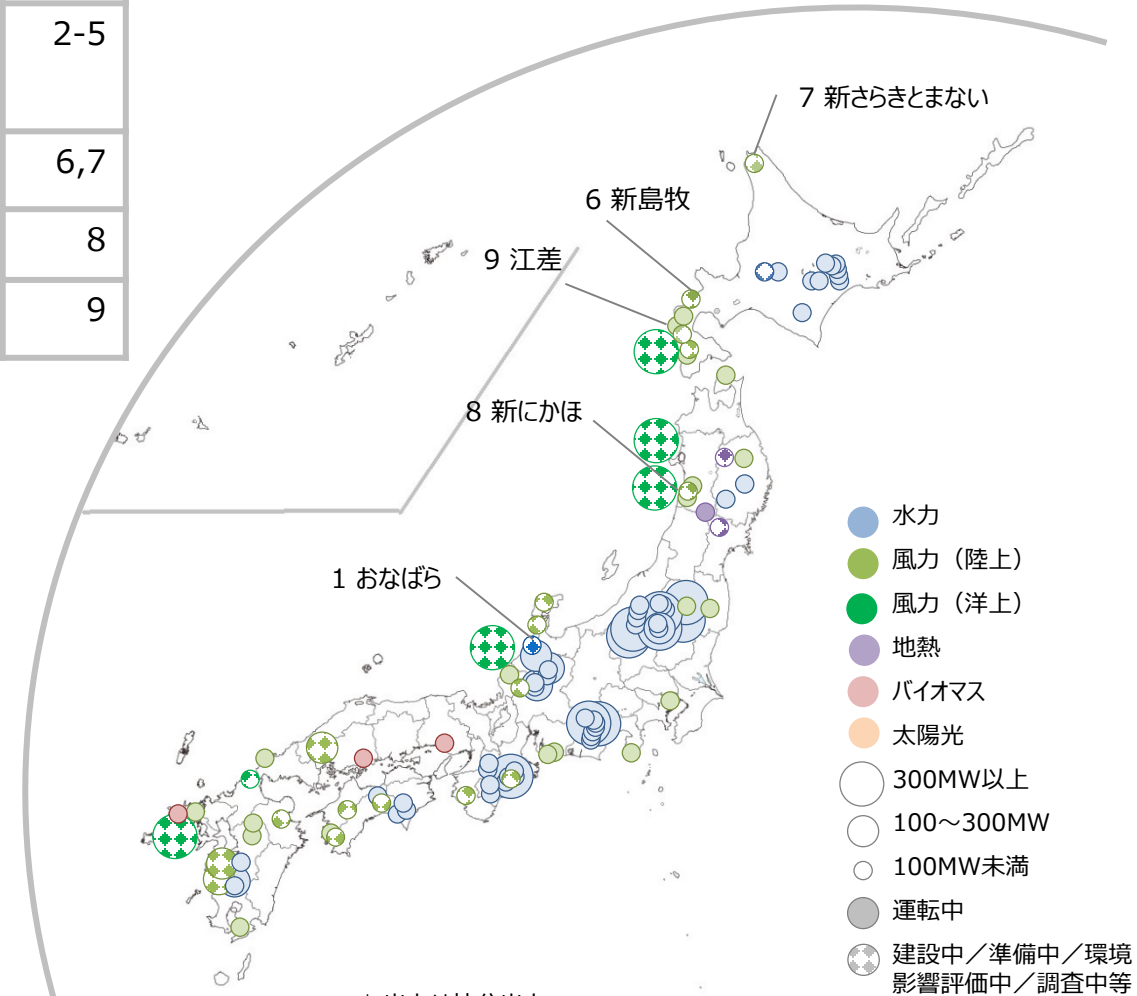 2-5
6,7
8
9
7 新さらきとまない
6 新島牧
9 江差
8 新にかほ
1 おなばら
水力
風力（陸上）
風力（洋上）
地熱
バイオマス
太陽光
300MW以上
100～300MW
100MW未満
運転中
建設中／準備中／環境
影響評価中／調査中等